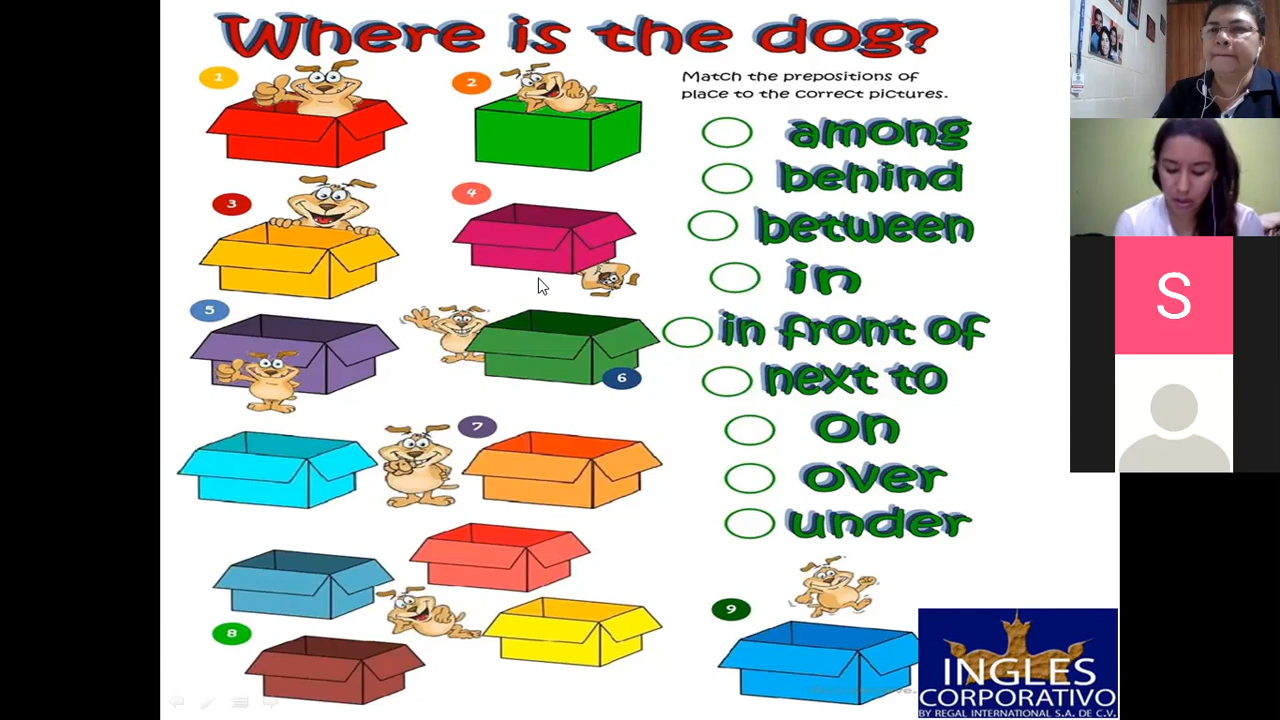 Where is the dog?
Match the prepositions of
place to the correct pictures.
1
2
3
4
5
6
7
8
9
among
behind
between
in
in front of
next to
on
over
under
S
INGLES
CORPORATIVO
BY REGAL INTERNATIONAL S.A. DE C.V.